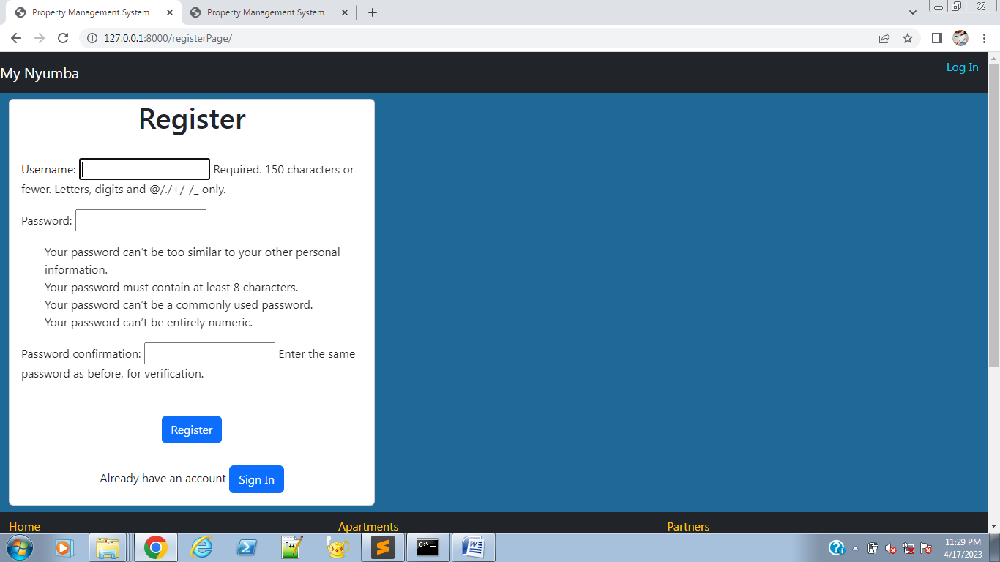 Property Management System
Property Management System
127.0.0.1:8000/registerPage/
My Nyumba
Log In
Register
Username: Required. 150 characters or
fewer. Letters, digits and @/./+/-/_ only.
Password:
Your password can’t be too similar to your other personal
information.
Your password must contain at least 8 characters.
Your password can’t be a commonly used password.
Your password can’t be entirely numeric.
Password confirmation: Enter the same
password as before, for verification.
Register
Already have an account Sign In
Home Apartments Partners
11:29 PM
4/17/2023